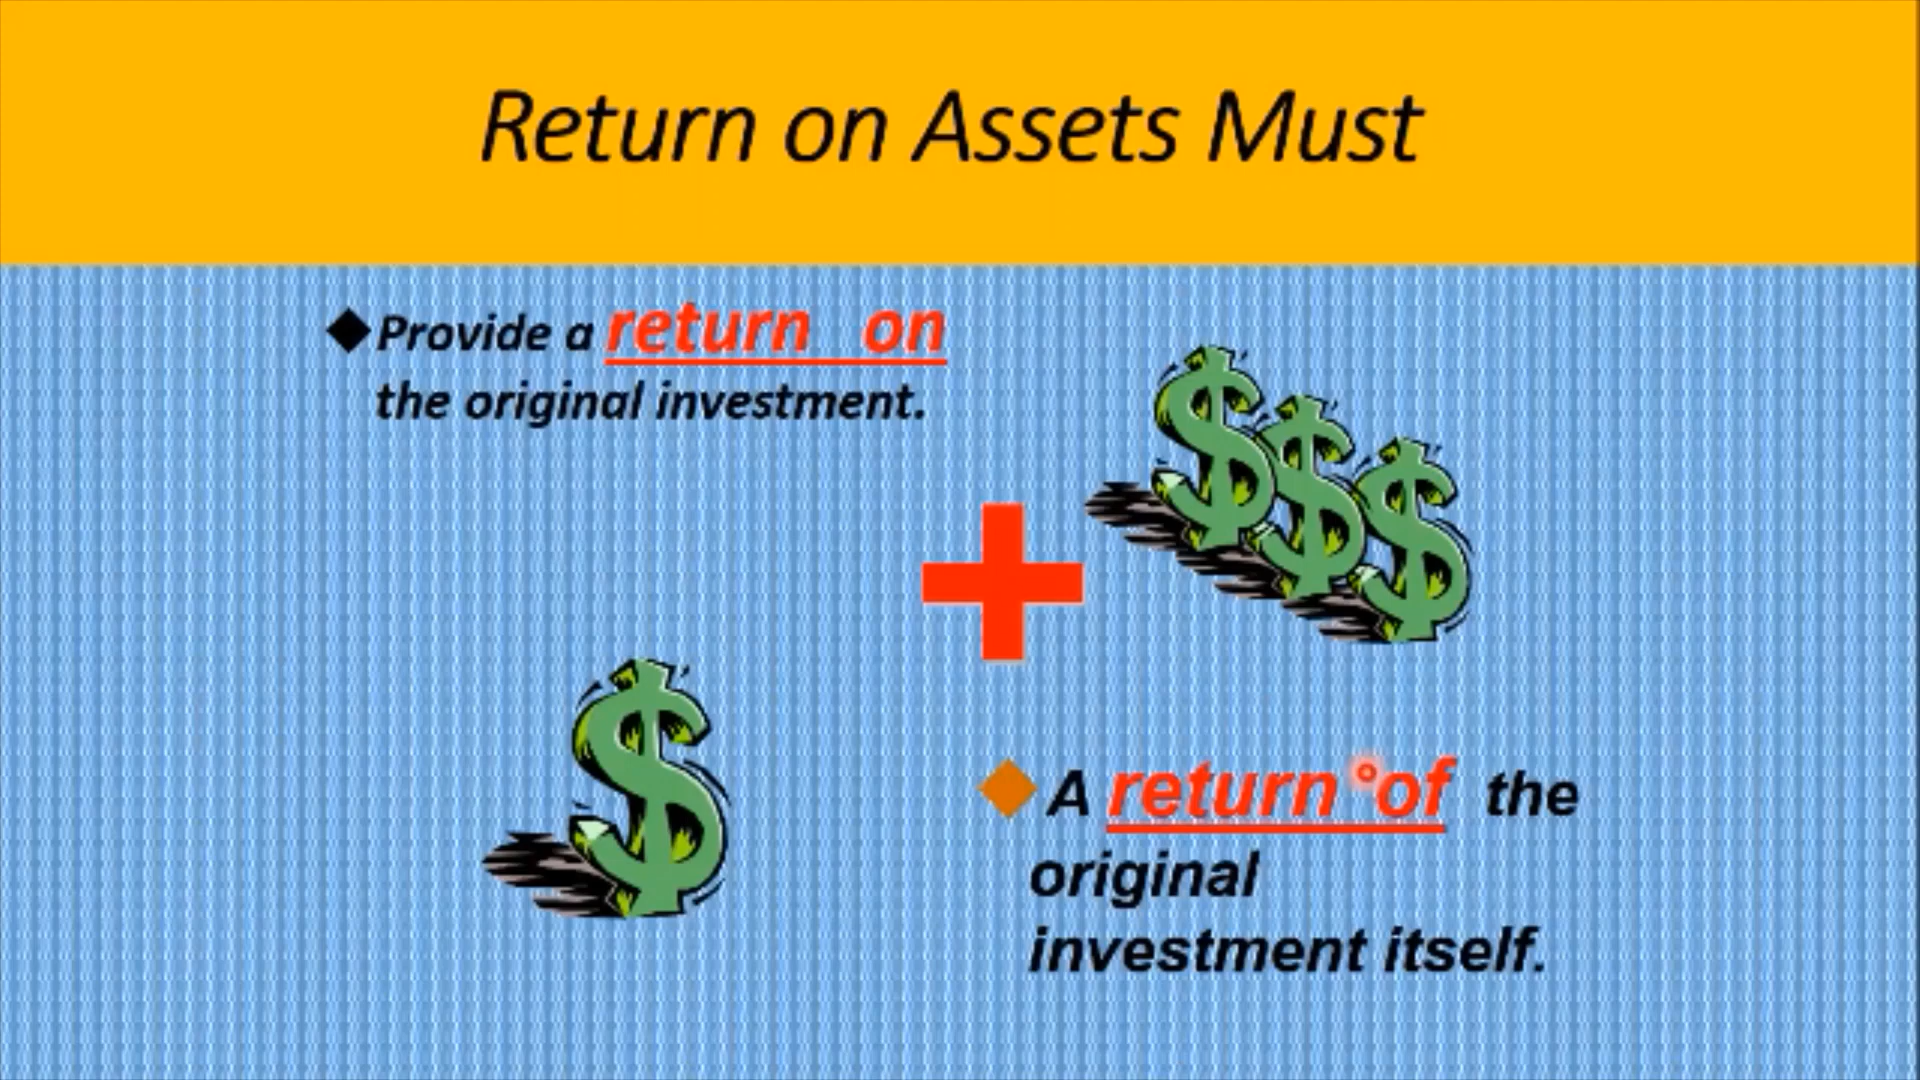 Return on Assets Must
Provide a return on
the original investment.
A return of the
original
investment itself.